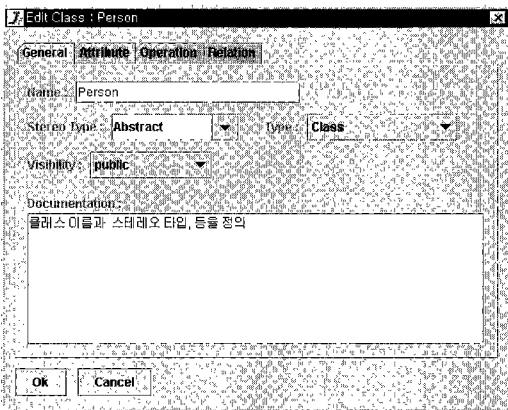 Edit Class : Person
General Attribute Operation Relation
Name : Person
Stereo Type : Abstract Type : Class
Visibility : public
Documentation :
클래스 이름과 스테레오 타입, 등을 정의
Ok Cancel